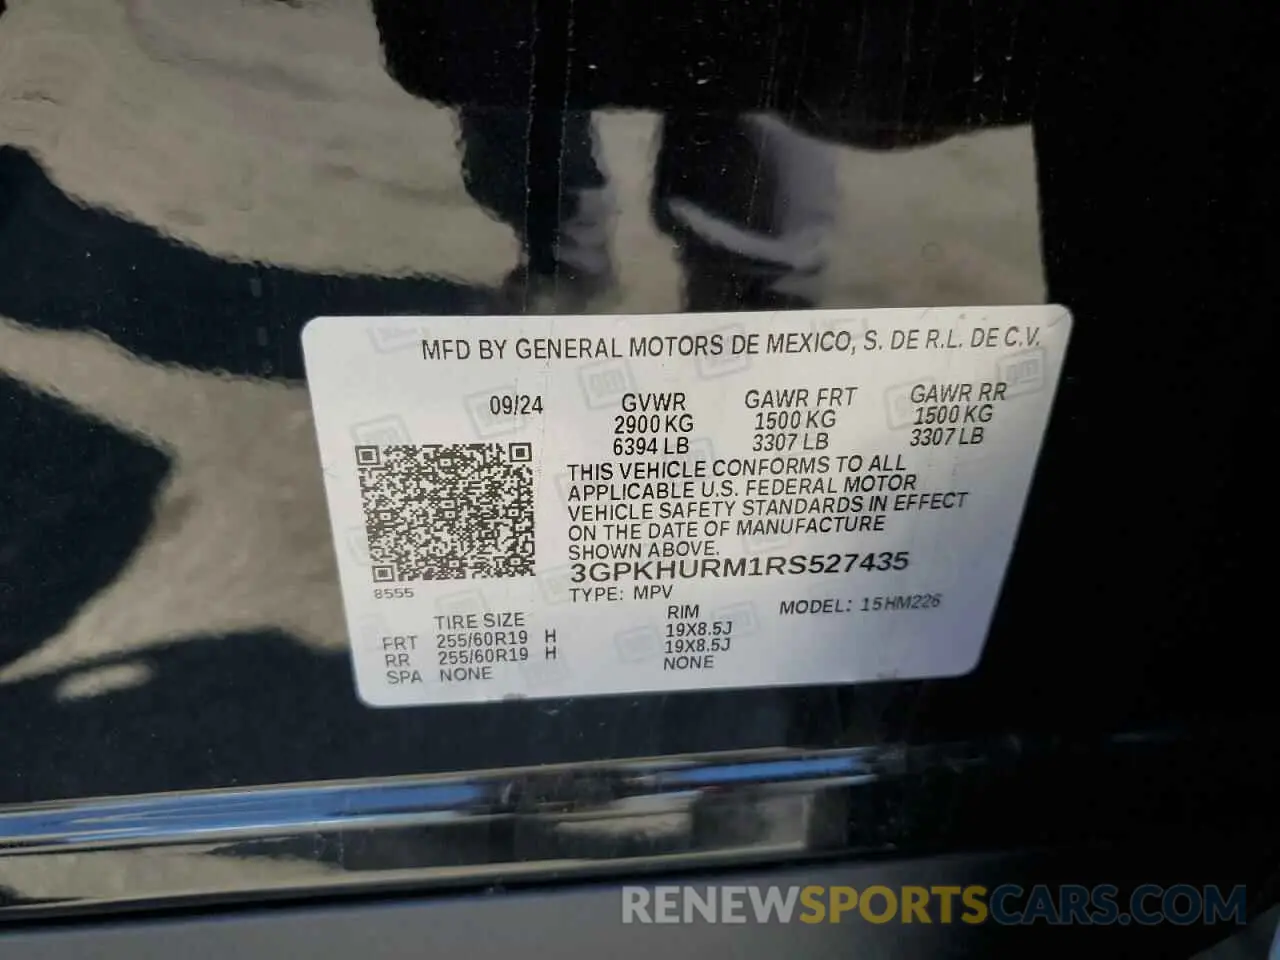 MFD BY GENERAL MOTORS DE MEXICO, S. DE R.L. DE C.V.
09/24 GVWR GAWR FRT GAWR RR
2900 KG 1500 KG 1500 KG
6394 LB 3307 LB 3307 LB
THIS VEHICLE CONFORMS TO ALL
APPLICABLE U.S. FEDERAL MOTOR
VEHICLE SAFETY STANDARDS IN EFFECT
ON THE DATE OF MANUFACTURE
SHOWN ABOVE.
3GPKHURM1RS527435
8555
TYPE: MPV
MODEL: 15HM226
TIRE SIZE RIM
FRT 255/60R19 H 19X8.5J
RR 255/60R19 H 19X8.5J
SPA NONE NONE
RENEWSPORTSCARS.COM